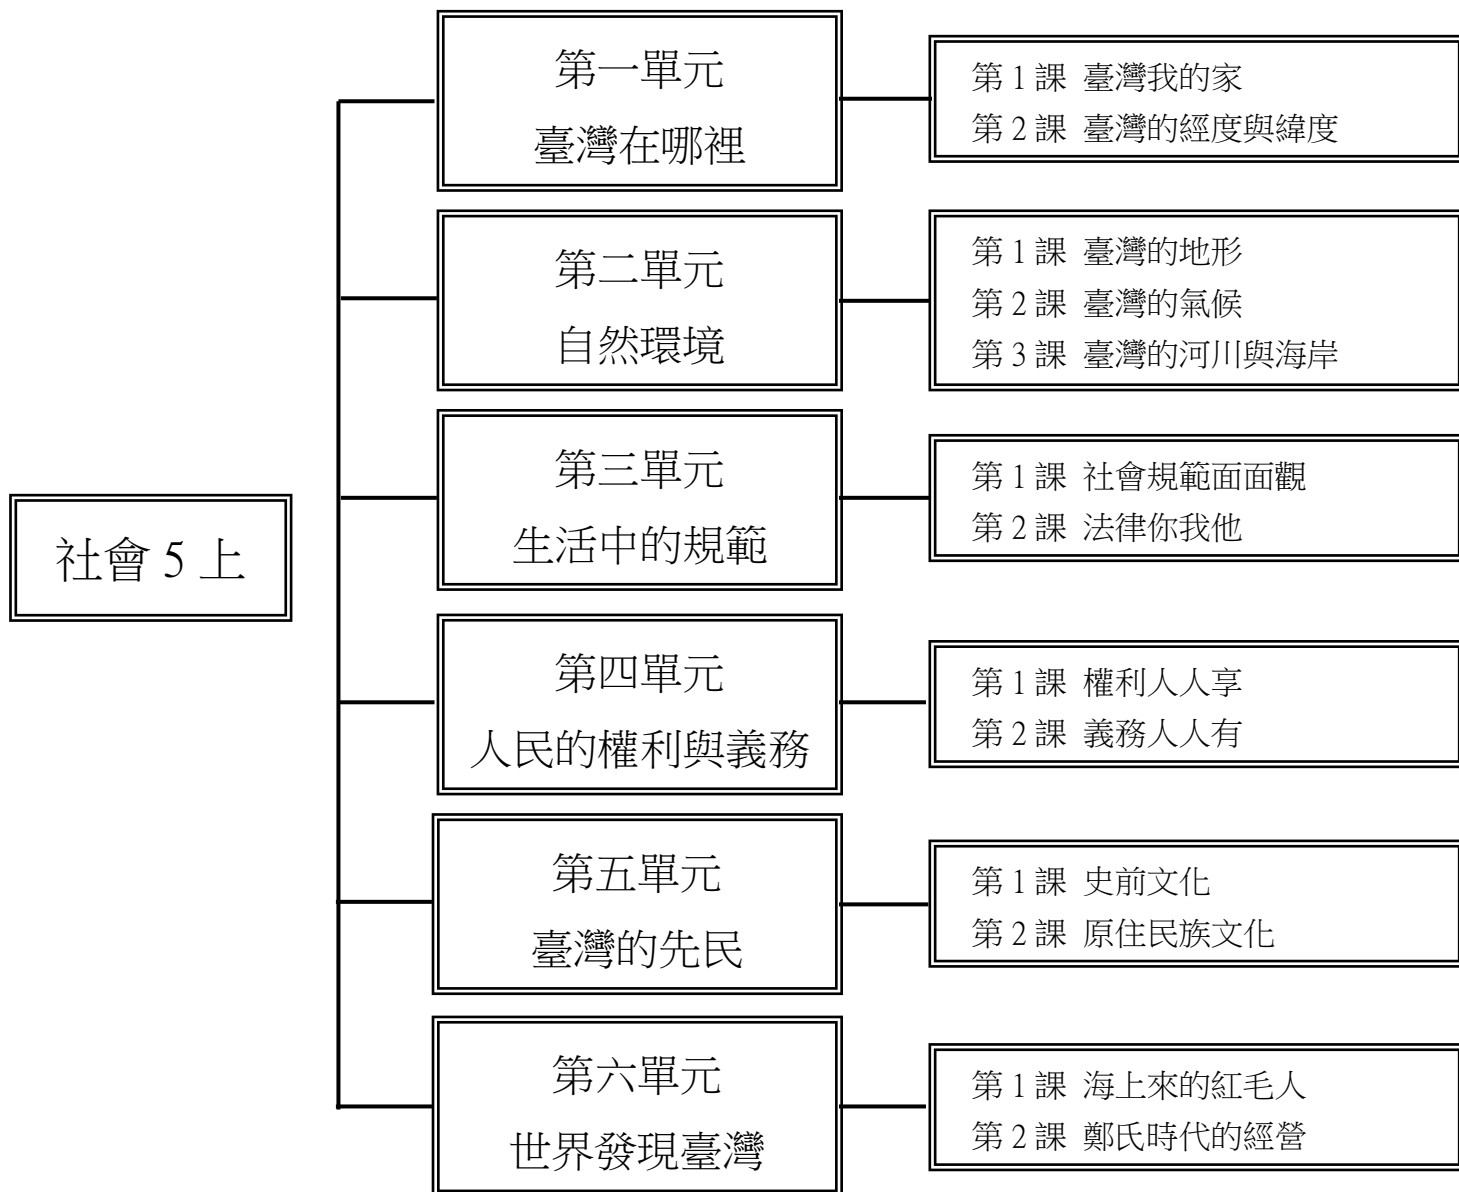 社會 5 上
第一單元
臺灣在哪裡
第 1 課 臺灣我的家
第 2 課 臺灣的經度與緯度
第二單元
自然環境
第 1 課 臺灣的地形
第 2 課 臺灣的氣候
第 3 課 臺灣的河川與海岸
第三單元
生活中的規範
第 1 課 社會規範面面觀
第 2 課 法律你我他
第四單元
人民的權利與義務
第 1 課 權利人人享
第 2 課 義務人人有
第五單元
臺灣的先民
第 1 課 史前文化
第 2 課 原住民族文化
第六單元
世界發現臺灣
第 1 課 海上來的紅毛人
第 2 課 鄭氏時代的經營